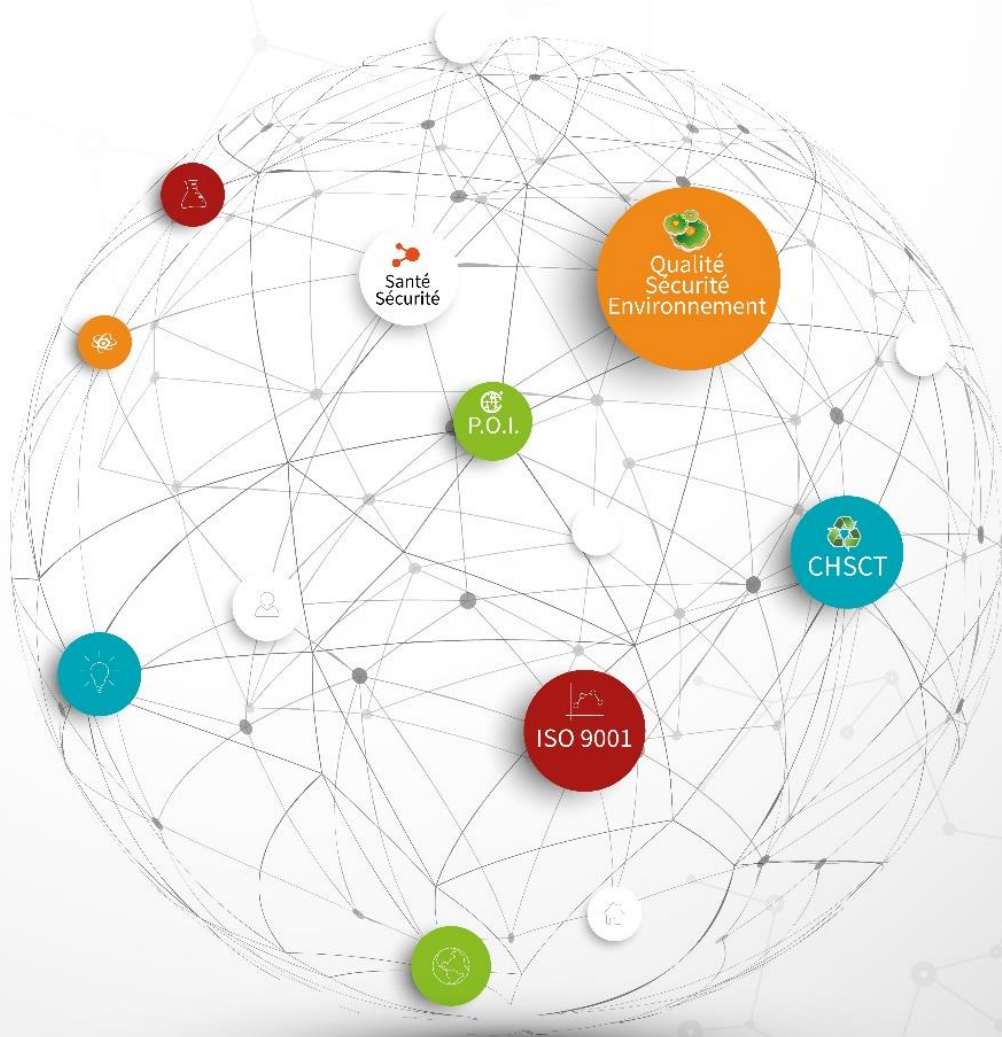 Santé
Sécurité
Qualité
Sécurité
Environnement
P.O.I.
CHSCT
ISO 9001